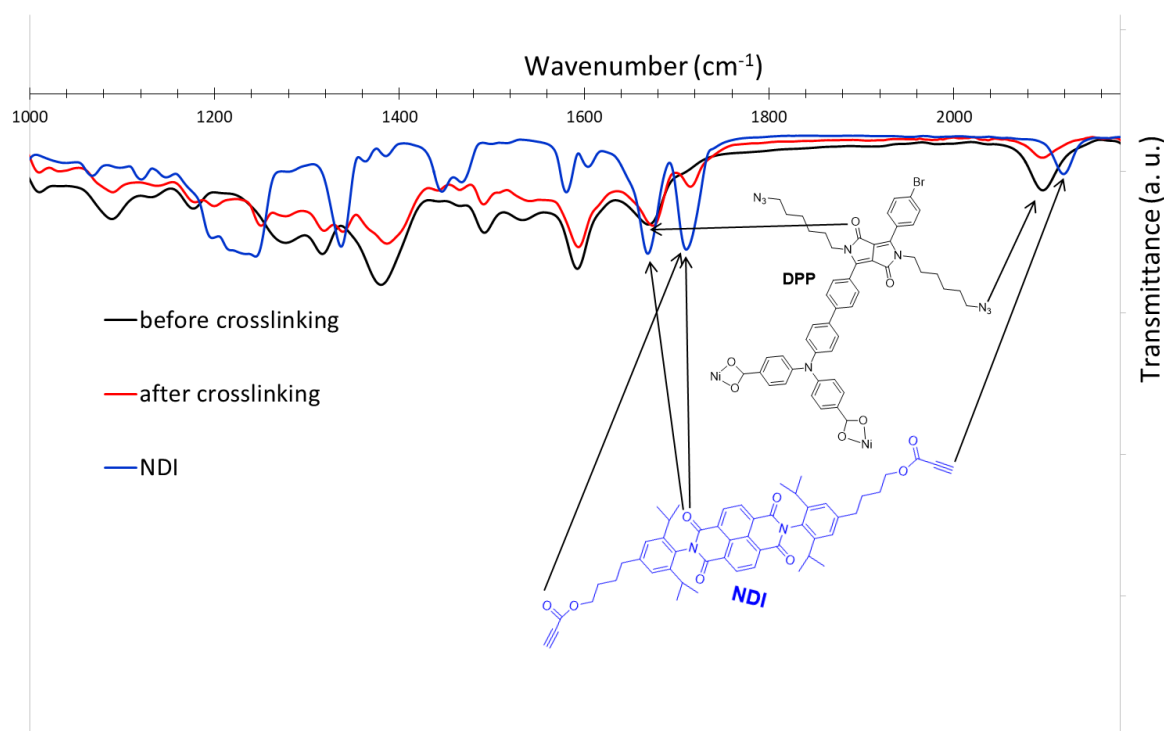 Wavenumber (cm-1)
1000 1200 1400 1600 1800 2000
Transmittance (a. u.)
Br
N3
O
N
N
DPP
O
N3
before crosslinking
after crosslinking
NDI
N
O
Ni
O
O
O
Ni
O
O
O
O
N
N
O
O
NDI
O
O